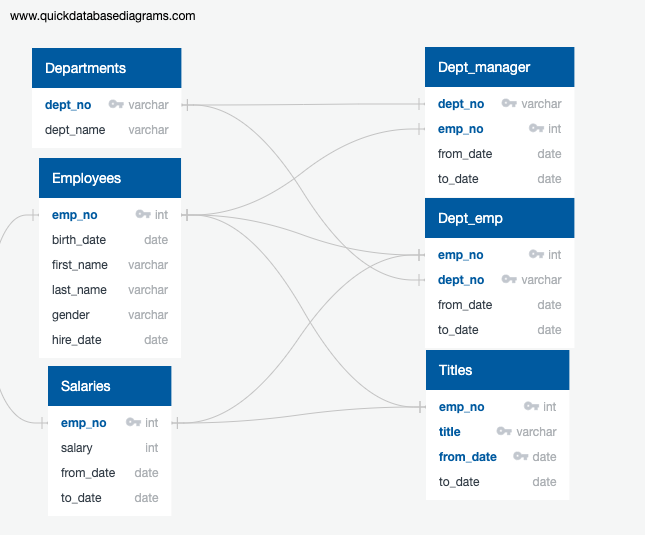 www.quickdatabasediagrams.com
Departments
dept_no varchar
dept_name varchar
Employees
emp_no int
birth_date date
first_name varchar
last_name varchar
gender varchar
hire_date date
Salaries
emp_no int
salary int
from_date date
to_date date
Dept_manager
dept_no varchar
emp_no int
from_date date
to_date date
Dept_emp
emp_no int
dept_no varchar
from_date date
to_date date
Titles
emp_no int
title varchar
from_date date
to_date date